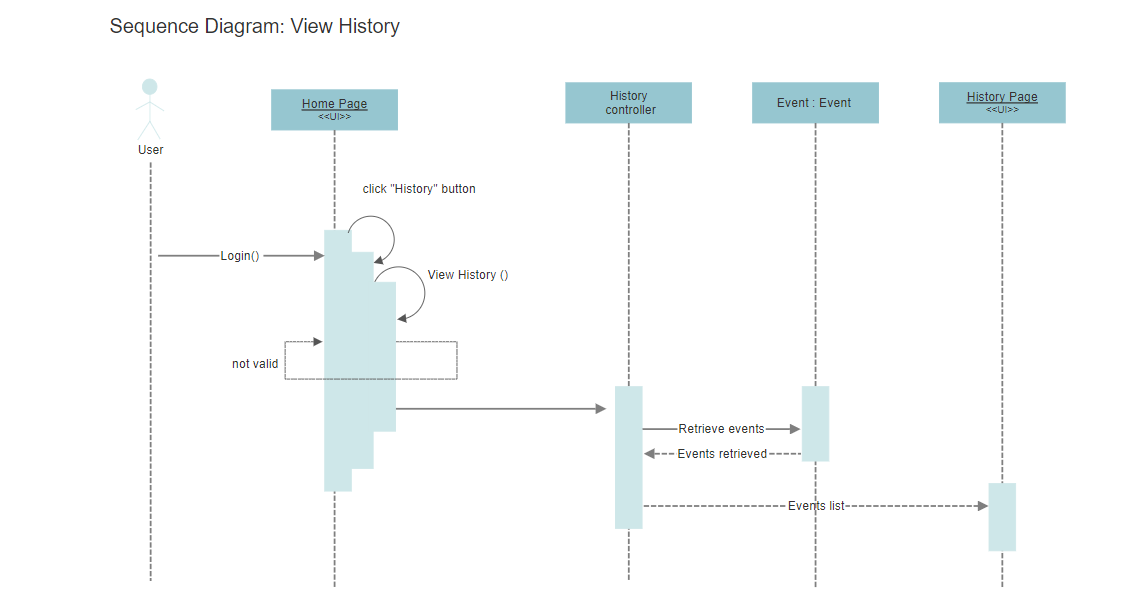 Sequence Diagram: View History
User
Home Page
<<UI>>
History
controller
Event : Event
History Page
<<UI>>
click "History" button
Login()
View History ()
not valid
Retrieve events
Events retrieved
Events list